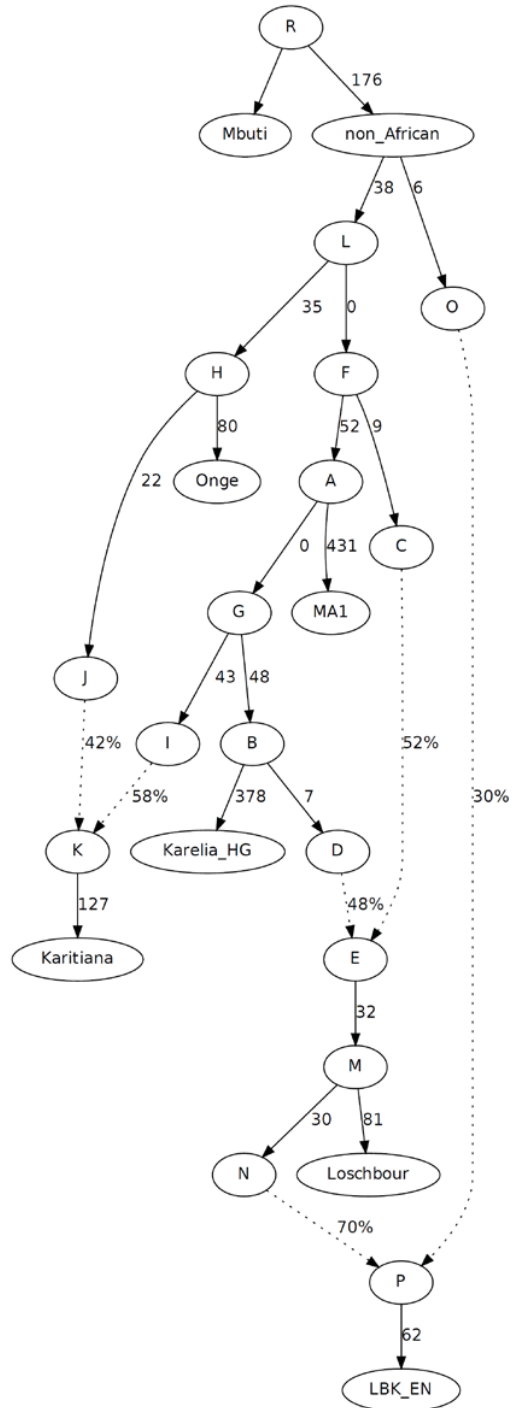 R
176
Mbuti
non_African
38
6
L
O
35
0
H
F
80
52
9
22
Onge
A
C
0
431
G
MA1
43
48
J
I
B
52%
42%
58%
378
7
30%
K
Karelia_HG
D
127
48%
Karitiana
E
32
M
30
81
N
Loschbour
70%
P
62
LBK_EN